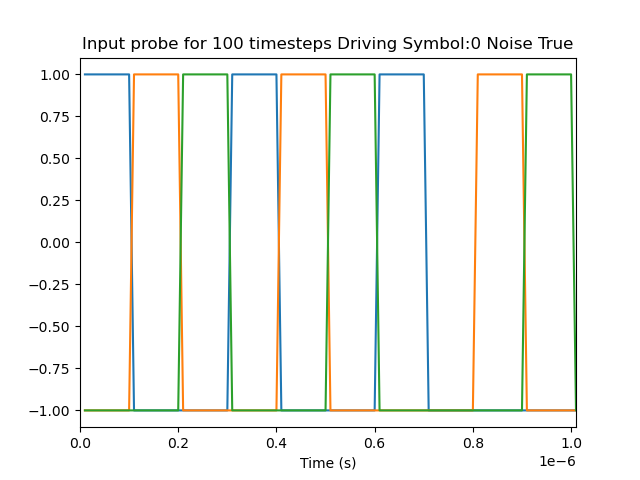 Input probe for 100 timesteps Driving Symbol:0 Noise True
1.00
0.75
0.50
0.25
0.00
−0.25
−0.50
−0.75
−1.00
0.0 0.2 0.4 0.6 0.8 1.0
Time (s)
1e−6